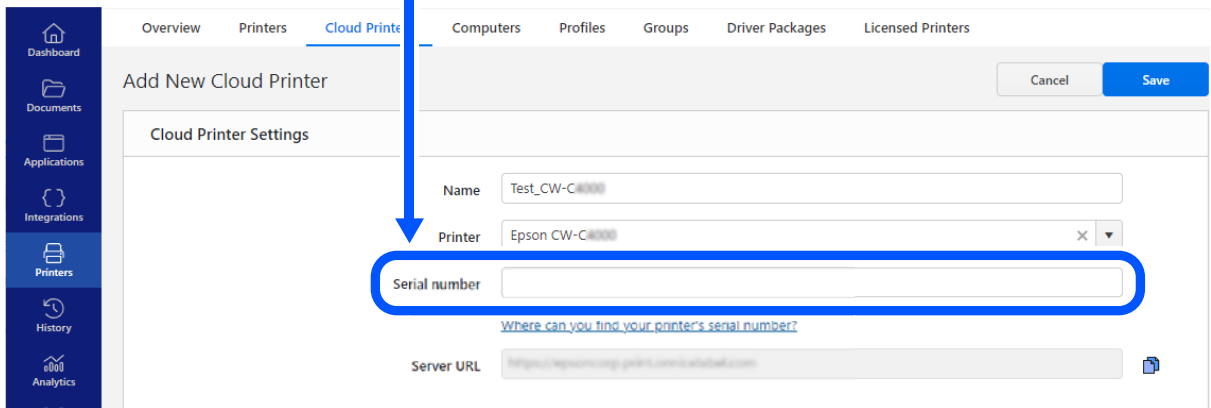 Overview Printers Cloud Printe Computers Profiles Groups Driver Packages Licensed Printers
Dashboard
Documents
Applications
Integrations
Printers
History
Analytics
Add New Cloud Printer
Cancel Save
Cloud Printer Settings
Name Test_CW-C4000
Printer Epson CW-C4000
Serial number
Where can you find your printer's serial number?
Server URL